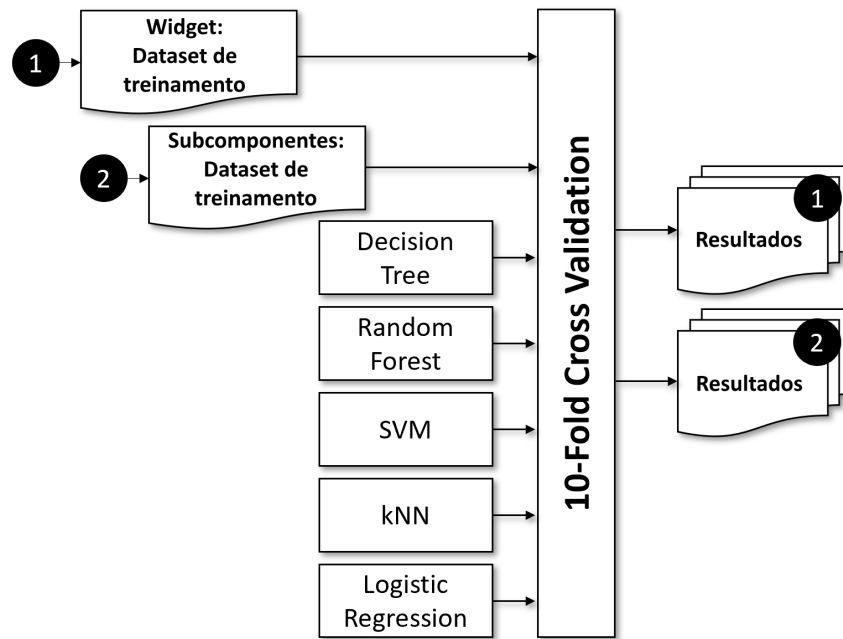 1
Widget:
Dataset de
treinamento
2
Subcomponentes:
Dataset de
treinamento
Decision
Tree
Random
Forest
SVM
kNN
Logistic
Regression
10-Fold Cross Validation
1
Resultados
2
Resultados